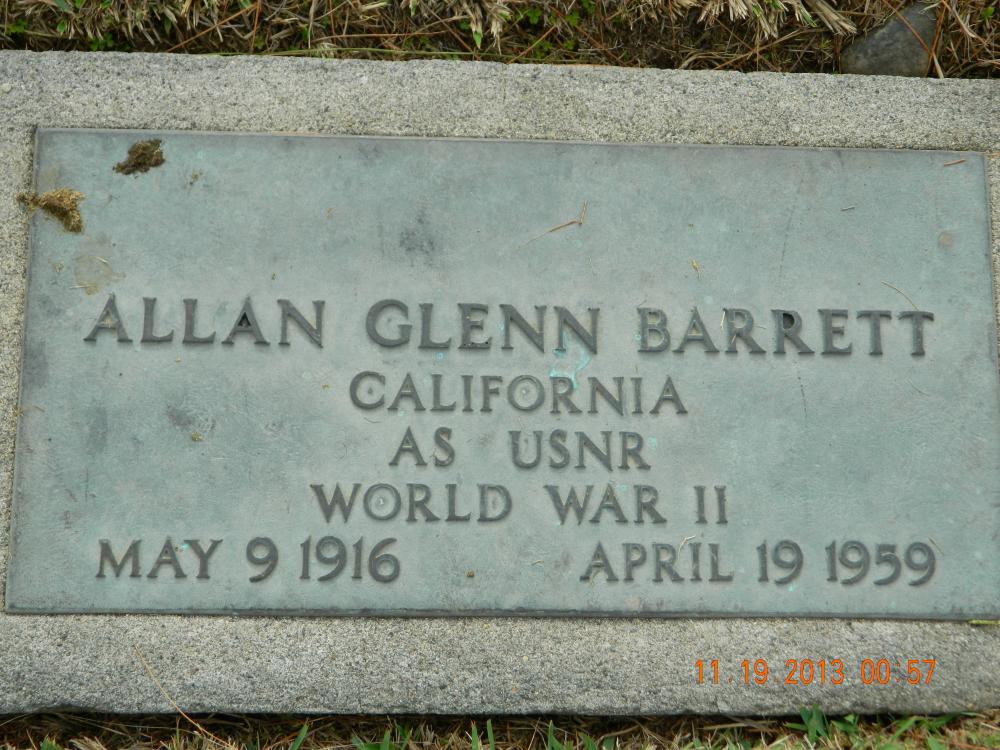 ALLAN GLENN BARRETT
CALIFORNIA
AS USNR
WORLD WAR II
MAY 9 1916 APRIL 19 1959
11.19.2013 00:57